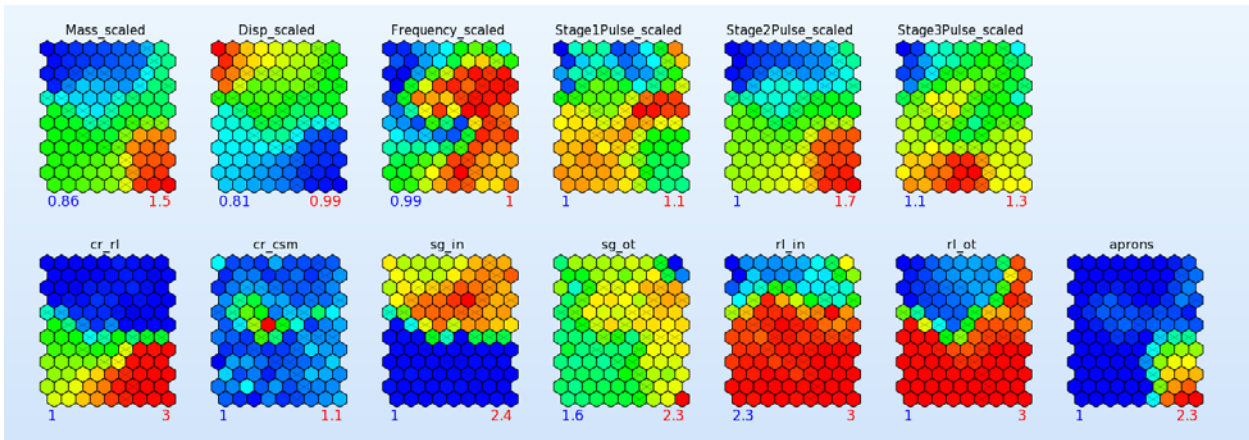 Mass_scaled Disp_scaled Frequency_scaled Stage1Pulse_scaled Stage2Pulse_scaled Stage3Pulse_scaled
0.86 1.5 0.81 0.99 0.99 1 1 1.1 1 1.7 1.1 1.3
cr_rl cr_csm sg_in sg_ot rl_in rl_ot aprons
1 3 1 1.1 1 2.4 1.6 2.3 2.3 3 1 3 1 2.3